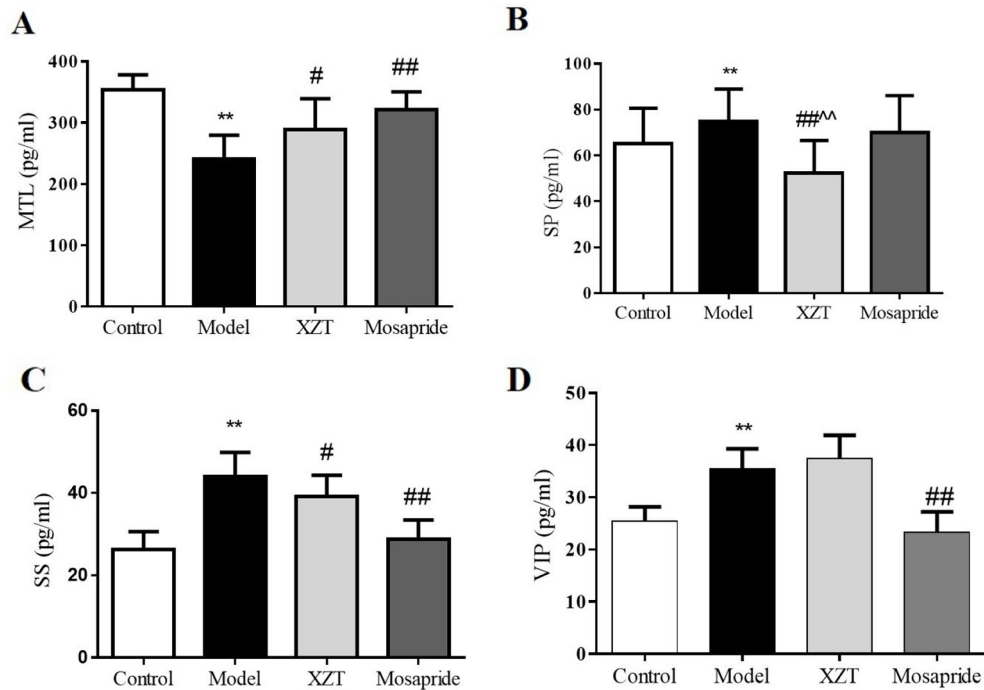 A
MTL (pg/ml)
400
300
200
100
0
**
#
##
Control Model XZT Mosapride
B
SP (pg/ml)
100
80
60
40
20
0
**
##^^
Control Model XZT Mosapride
C
SS (pg/ml)
60
40
20
0
**
#
##
Control Model XZT Mosapride
D
VIP (pg/ml)
50
40
30
20
10
0
**
##
Control Model XZT Mosapride